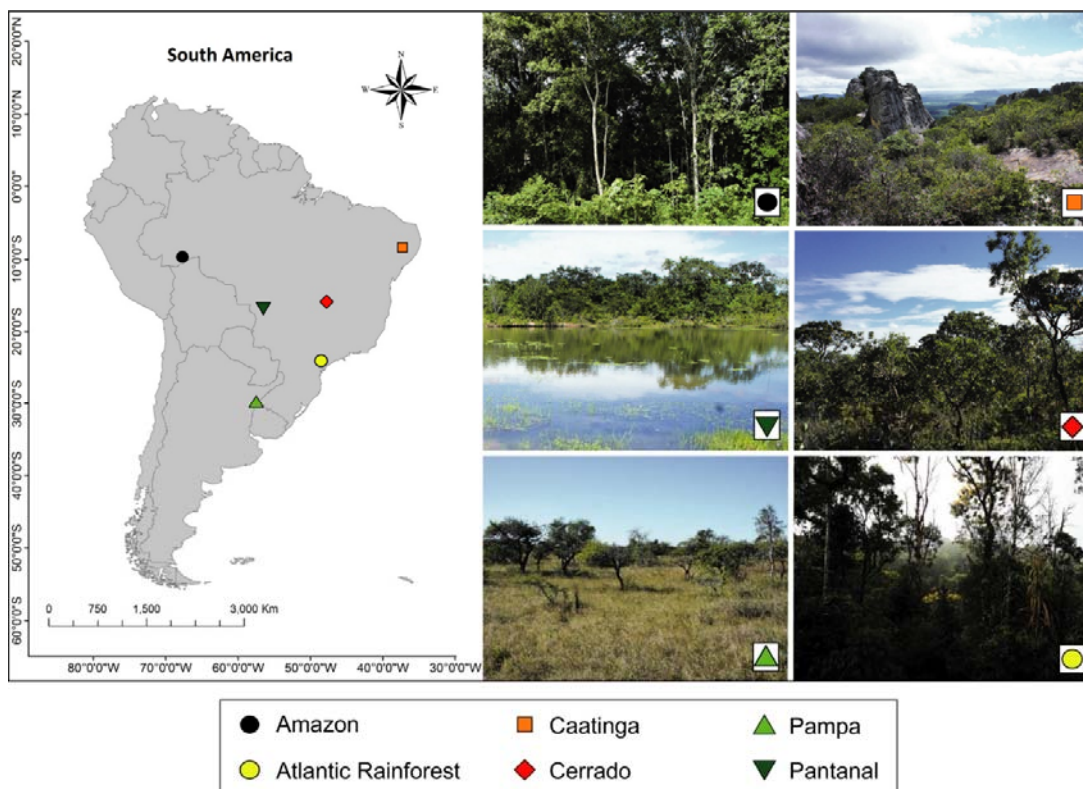 South America
N
W
E
S
20°0'0"N
10°0'0"N
0°0'0"
10°0'0"S
20°0'0"S
30°0'0"S
40°0'0"S
50°0'0"S
60°0'0"S
0 750 1,500 3,000 Km
80°0'0"W 70°0'0"W 60°0'0"W 50°0'0"W 40°0'0"W 30°0'0"W
Amazon Caatinga Pampa
Atlantic Rainforest Cerrado Pantanal